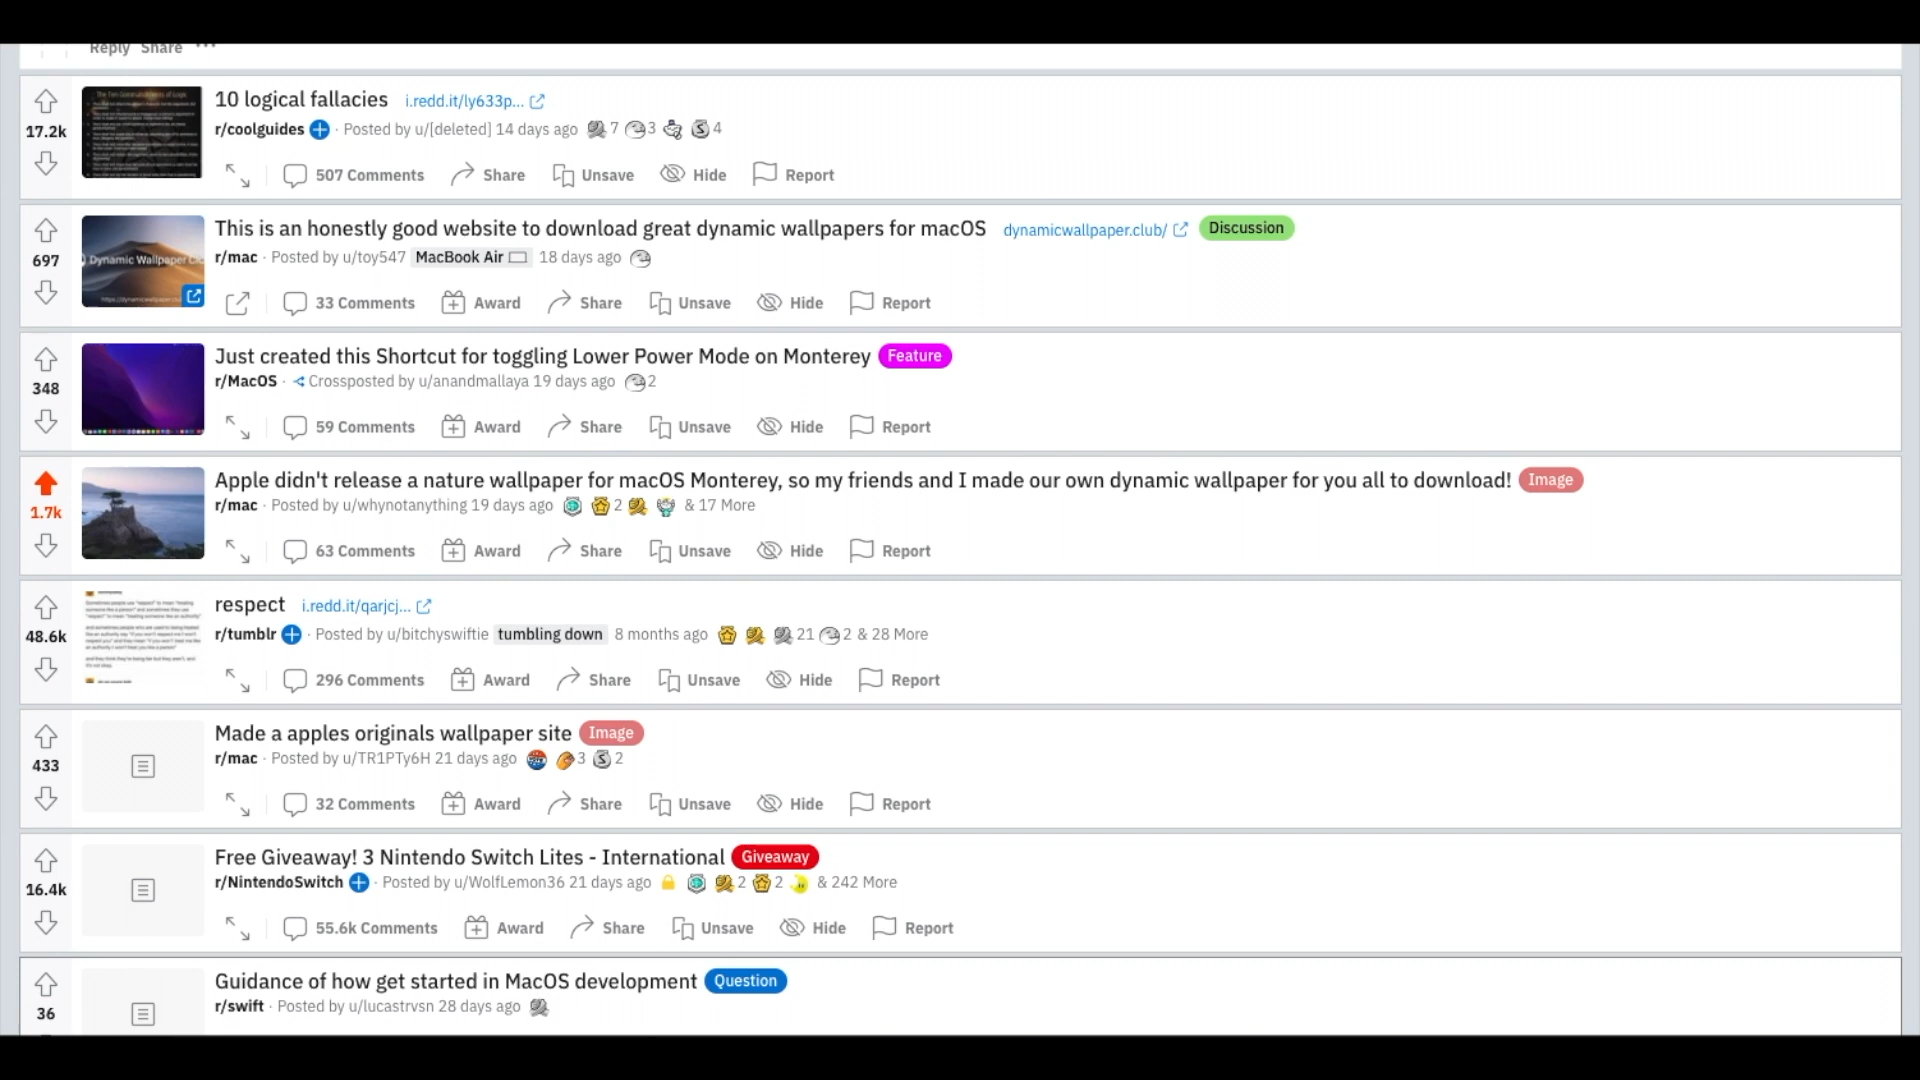 Reply Share ...
10 logical fallacies i.redd.it/ly633p...
r/coolguides · Posted by u/[deleted] 14 days ago 7 3 4
17.2k
507 Comments Share Unsave Hide Report
This is an honestly good website to download great dynamic wallpapers for macOS dynamicwallpaper.club/ Discussion
r/mac · Posted by u/toy547 MacBook Air 18 days ago
697
Dynamic Wallpaper Clu
33 Comments Award Share Unsave Hide Report
Just created this Shortcut for toggling Lower Power Mode on Monterey Feature
r/MacOS · Crossposted by u/anandmallaya 19 days ago 2
348
59 Comments Award Share Unsave Hide Report
Apple didn't release a nature wallpaper for macOS Monterey, so my friends and I made our own dynamic wallpaper for you all to download! Image
r/mac · Posted by u/whynotanything 19 days ago 2 & 17 More
1.7k
63 Comments Award Share Unsave Hide Report
respect i.redd.it/qarjcj...
r/tumblr · Posted by u/bitchyswiftie tumbling down 8 months ago 21 2 & 28 More
48.6k
296 Comments Award Share Unsave Hide Report
Made a apples originals wallpaper site Image
r/mac · Posted by u/TR1PTy6H 21 days ago 3 2
433
32 Comments Award Share Unsave Hide Report
Free Giveaway! 3 Nintendo Switch Lites - International Giveaway
r/NintendoSwitch · Posted by u/WolfLemon36 21 days ago 2 2 & 242 More
16.4k
55.6k Comments Award Share Unsave Hide Report
Guidance of how get started in MacOS development Question
r/swift · Posted by u/lucastrvsn 28 days ago
36